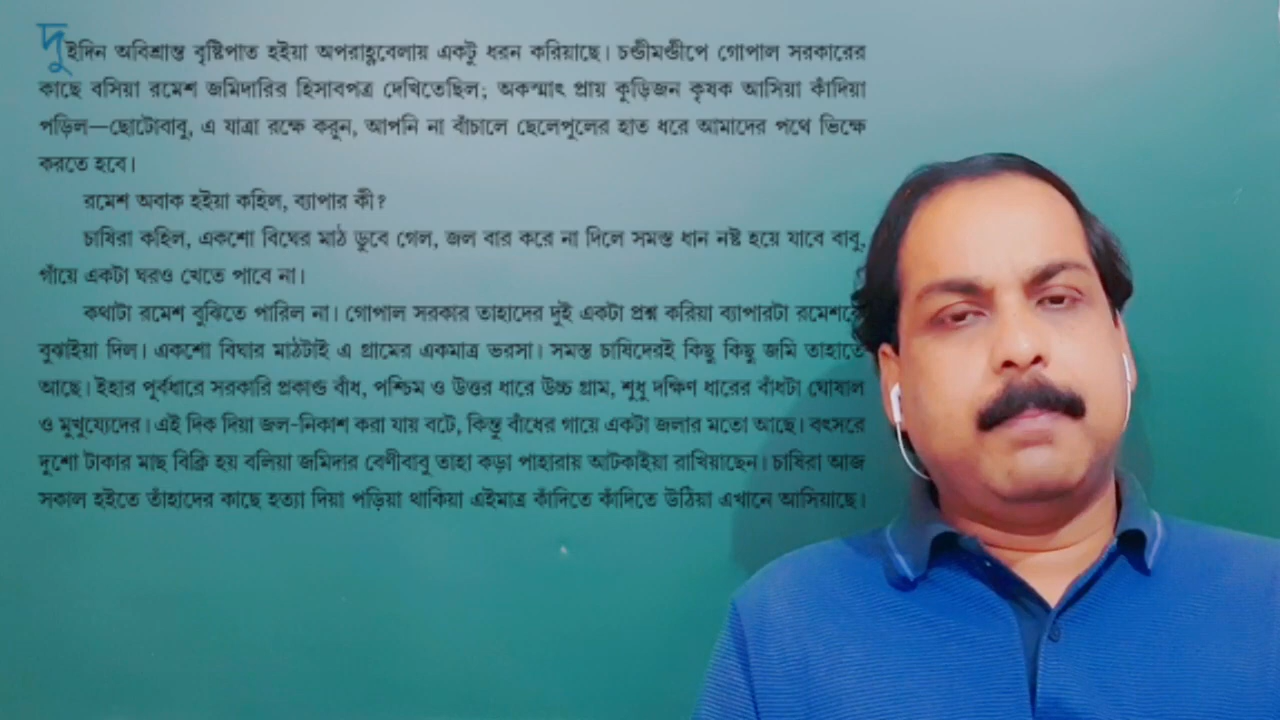 দুইদিন অবিশ্রান্ত বৃষ্টিপাত হইয়া অপরাহ্ণবেলায় একটু ধরন করিয়াছে। চণ্ডীমণ্ডপে গোপাল সরকারের
কাছে বসিয়া রমেশ জমিদারির হিসাবপত্র দেখিতেছিল; অকস্মাৎ প্রায় কুড়িজন কৃষক আসিয়া কাঁদিয়া
পড়িল—ছোটোবাবু, এ যাত্রা রক্ষে করুন, আপনি না বাঁচালে ছেলেপুলের হাত ধরে আমাদের পথে ভিক্ষে
করতে হবে।
রমেশ অবাক হইয়া কহিল, ব্যাপার কী?
চাষিরা কহিল, একশো বিঘের মাঠ ডুবে গেল, জল বার করে না দিলে সমস্ত ধান নষ্ট হয়ে যাবে বাবু,
গাঁয়ে একটা ঘরও খেতে পাবে না।
কথাটা রমেশ বুঝিতে পারিল না। গোপাল সরকার তাহাদের দুই একটা প্রশ্ন করিয়া ব্যাপারটা রমেশকে
বুঝাইয়া দিল। একশো বিঘার মাঠটাই এ গ্রামের একমাত্র ভরসা। সমস্ত চাষিদেরই কিছু কিছু জমি তাহাতে
আছে। ইহার পূর্বধারে সরকারি প্রকান্ড বাঁধ, পশ্চিম ও উত্তর ধারে উচ্চ গ্রাম, শুধু দক্ষিণ ধারের বাঁধটা ঘোষাল
ও মুখুয্যেদের। এই দিক দিয়া জল-নিকাশ করা যায় বটে, কিন্তু বাঁধের গায়ে একটা জলার মতো আছে। বৎসরে
দুশো টাকার মাছ বিক্রি হয় বলিয়া জমিদার বেণীবাবু তাহা কড়া পাহারায় আটকাইয়া রাখিয়াছেন। চাষিরা আজ
সকাল হইতে তাঁহাদের কাছে হত্যা দিয়া পড়িয়া থাকিয়া এইমাত্র কাঁদিতে কাঁদিতে উঠিয়া এখানে আসিয়াছে।